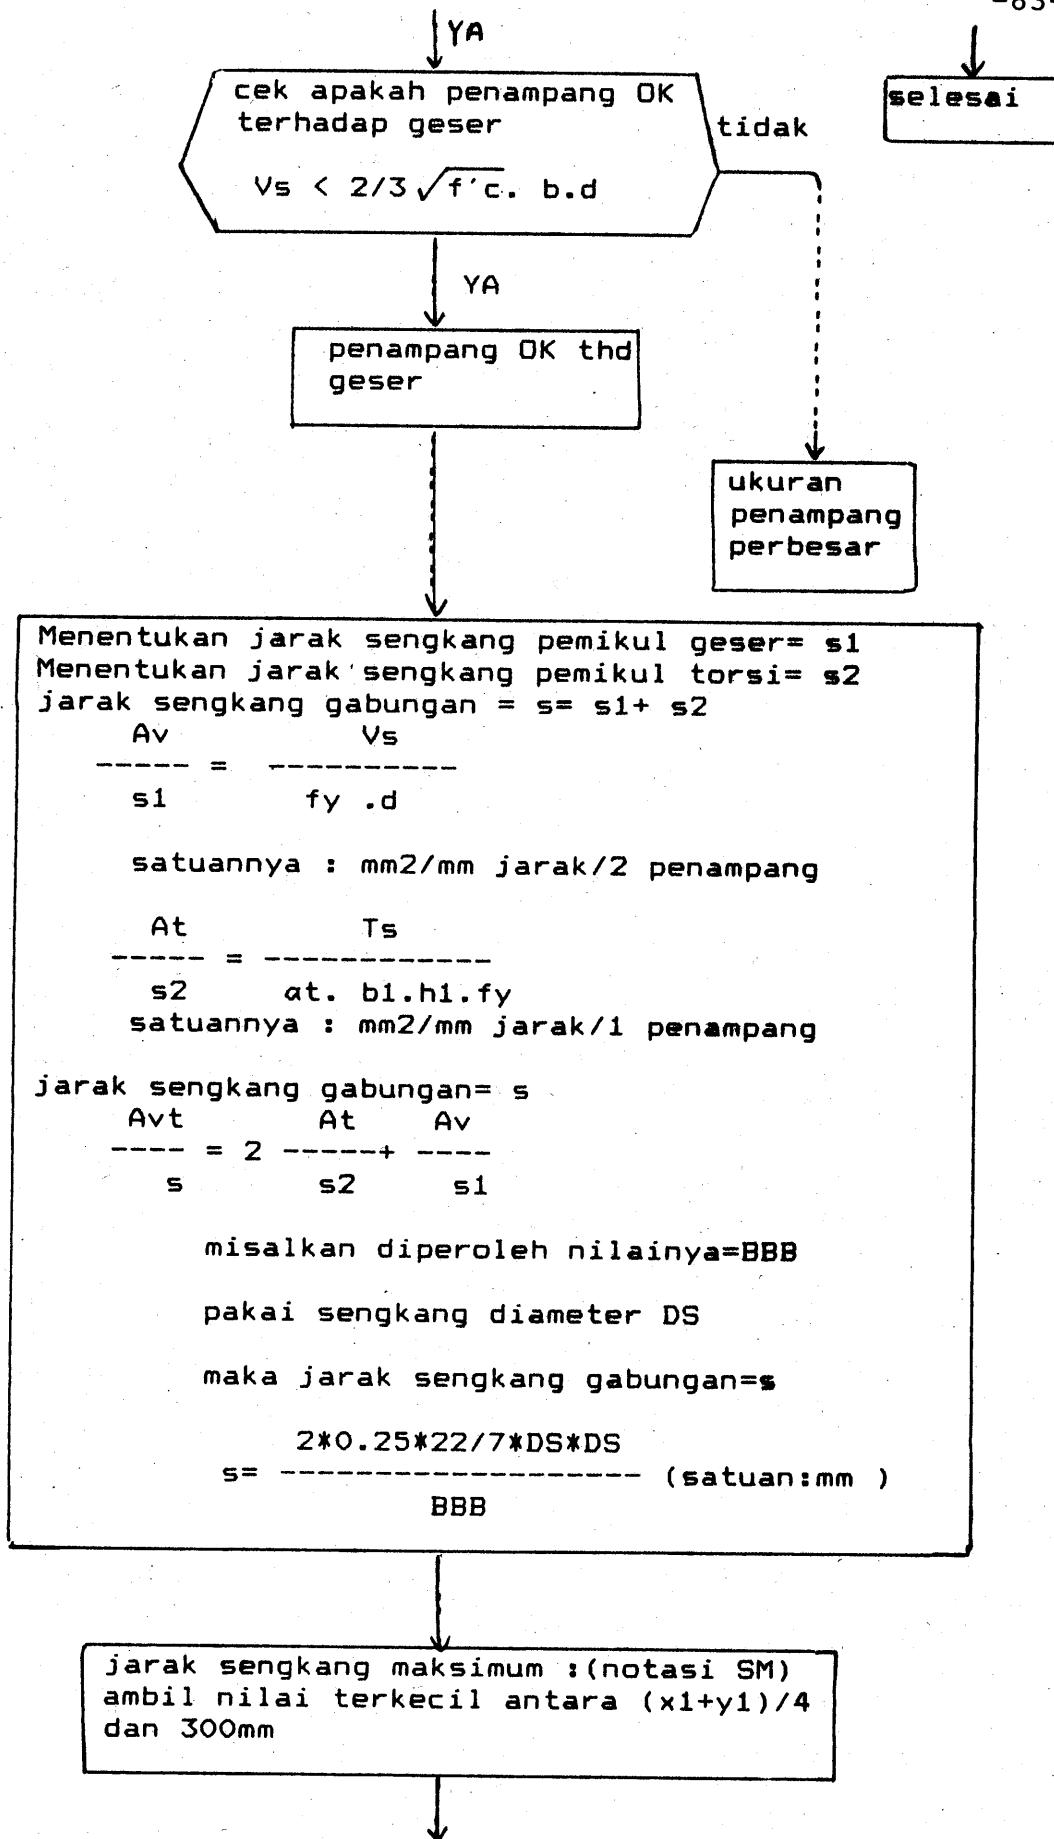 -83-
YA
cek apakah penampang OK
terhadap geser
Vs < 2/3 √f'c. b.d
tidak
selesai
YA
penampang OK thd
geser
ukuran
penampang
perbesar
Menentukan jarak sengkang pemikul geser= s1
Menentukan jarak sengkang pemikul torsi= s2
jarak sengkang gabungan = s= s1+ s2
Av Vs
----- = ----------
s1 fy .d
satuannya : mm2/mm jarak/2 penampang
At Ts
----- = ------------
s2 αt. b1.h1.fy
satuannya : mm2/mm jarak/1 penampang
jarak sengkang gabungan= s
Avt At Av
---- = 2 -----+ ----
s s2 s1
misalkan diperoleh nilainya=BBB
pakai sengkang diameter DS
maka jarak sengkang gabungan=s
2*0.25*22/7*DS*DS
s= ------------------- (satuan:mm )
BBB
jarak sengkang maksimum :(notasi SM)
ambil nilai terkecil antara (x1+y1)/4
dan 300mm